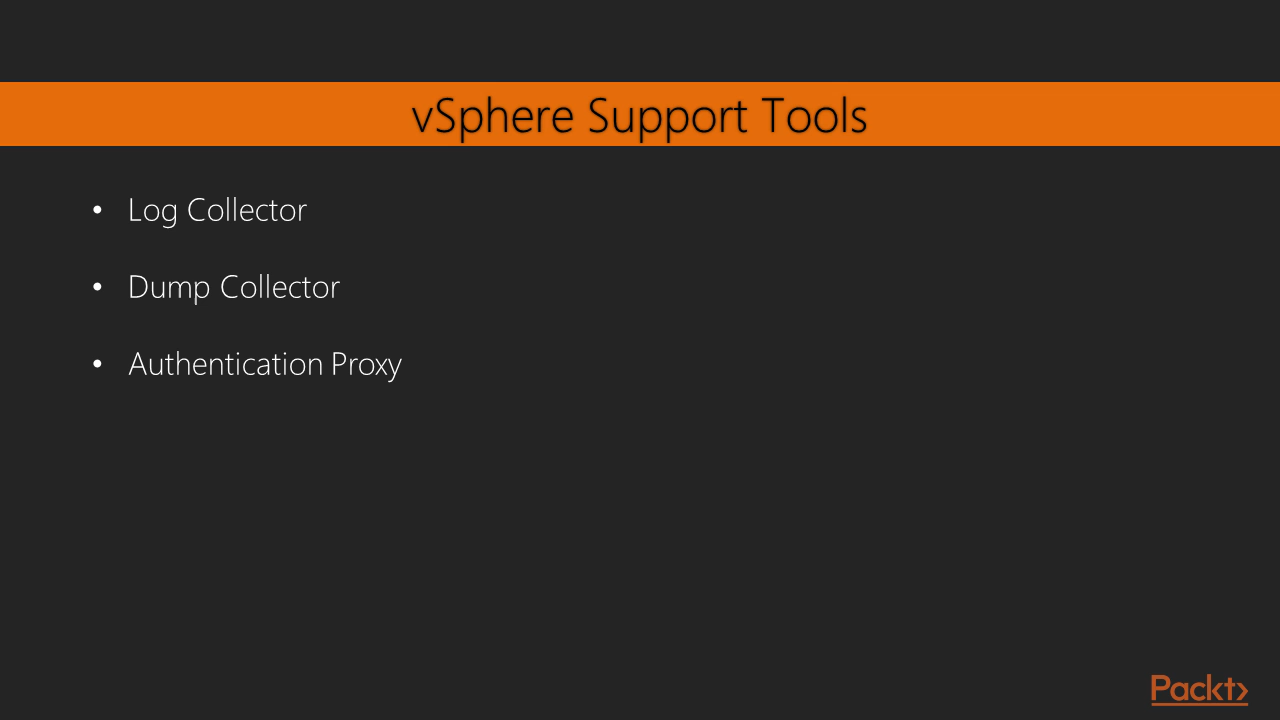 vSphere Support Tools
• Log Collector
• Dump Collector
• Authentication Proxy
Packt>